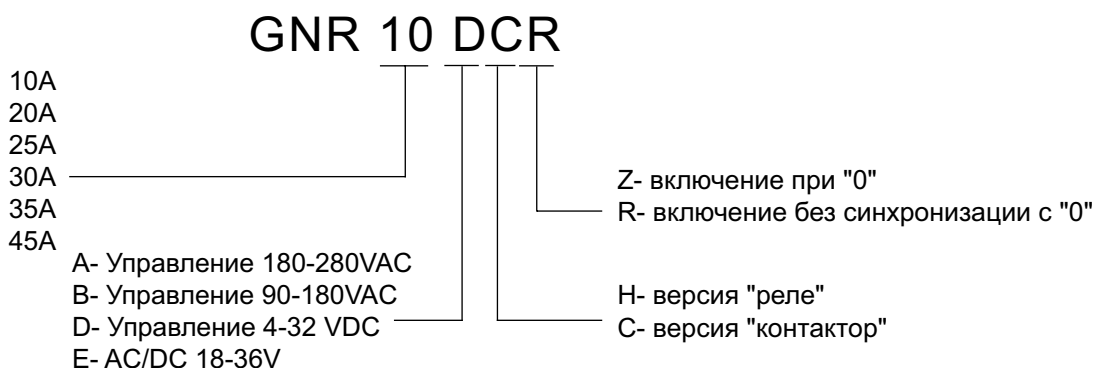 GNR 10 DCR
10A
20A
25A
30A
35A
45A
A- Управление 180-280VAC
B- Управление 90-180VAC
D- Управление 4-32 VDC
E- AC/DC 18-36V
Z- включение при "0"
R- включение без синхронизации с "0"
H- версия "реле"
C- версия "контактор"